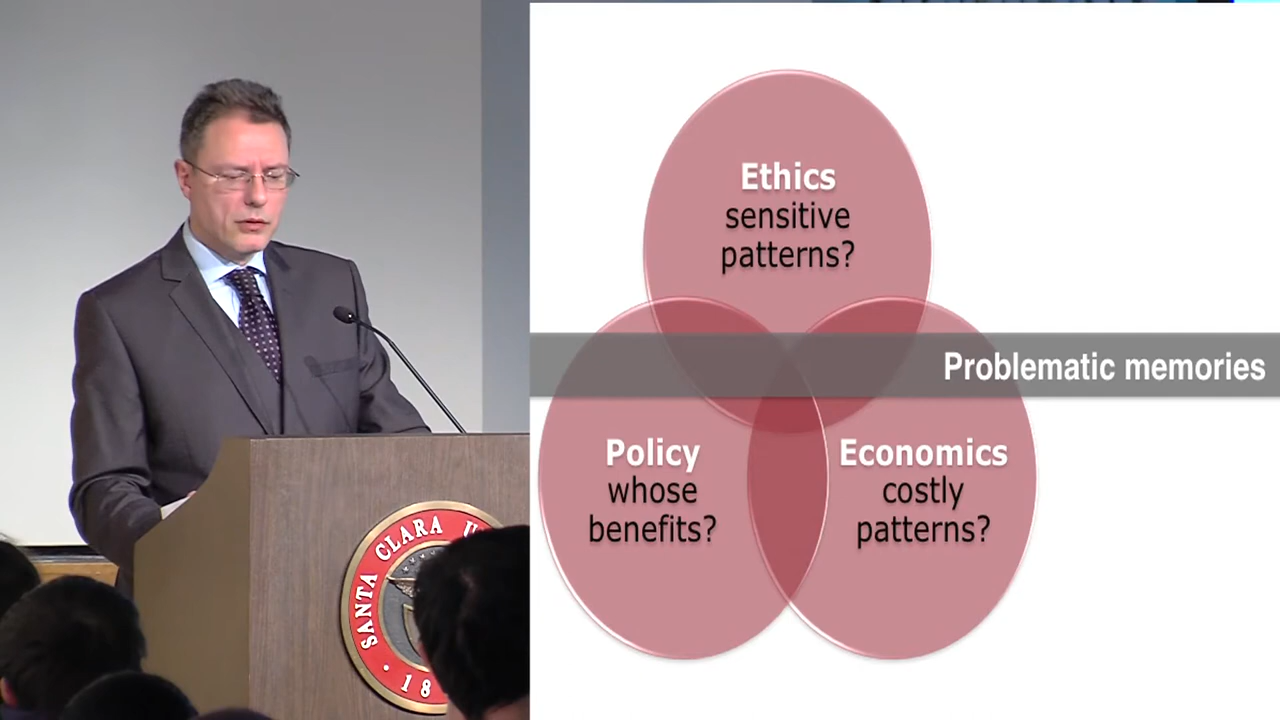 SANTA CLARA U
18
Ethics
sensitive
patterns?
Problematic memories
Policy
whose
benefits?
Economics
costly
patterns?